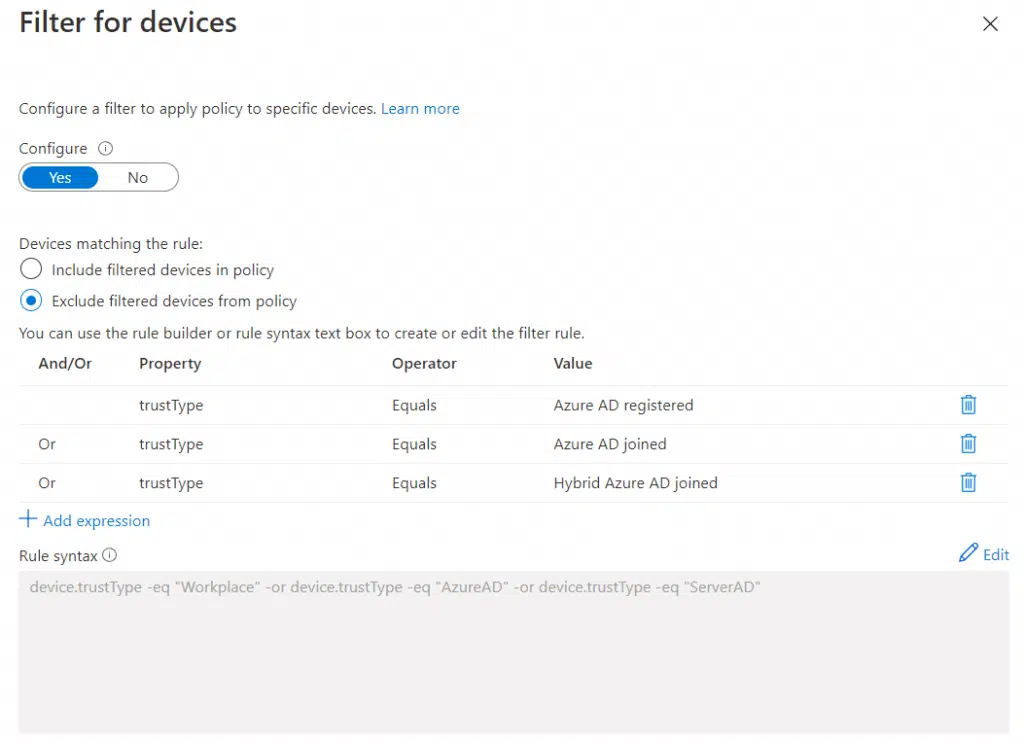 Filter for devices
Configure a filter to apply policy to specific devices. Learn more
Configure
Yes No
Devices matching the rule:
Include filtered devices in policy
Exclude filtered devices from policy
You can use the rule builder or rule syntax text box to create or edit the filter rule.
And/Or Property Operator Value
trustType Equals Azure AD registered
Or trustType Equals Azure AD joined
Or trustType Equals Hybrid Azure AD joined
Add expression
Rule syntax Edit
device.trustType -eq "Workplace" -or device.trustType -eq "AzureAD" -or device.trustType -eq "ServerAD"